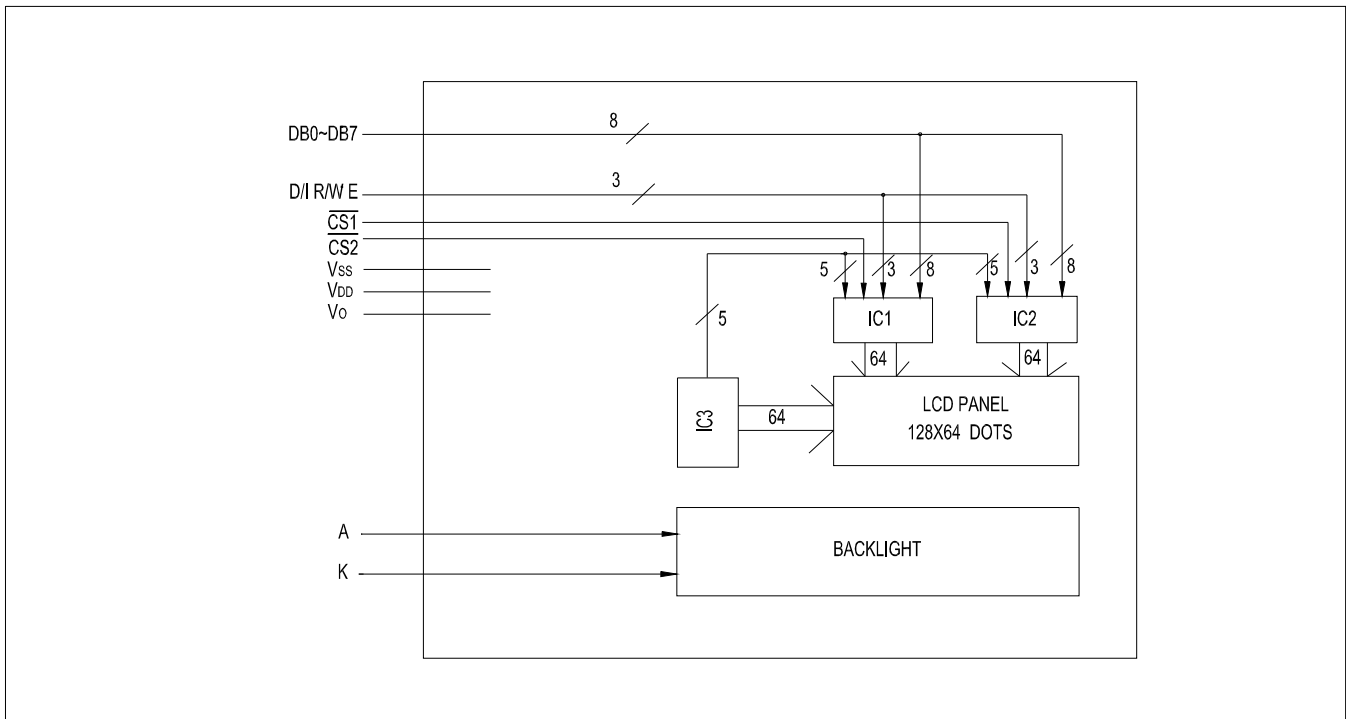 8
DB0~DB7
3
D/I R/W E
CS1
CS2
VSS
VDD
VO
5 3 8 5 3 8
5
IC1 IC2
64 64
IC3
64
LCD PANEL
128X64 DOTS
A
BACKLIGHT
K